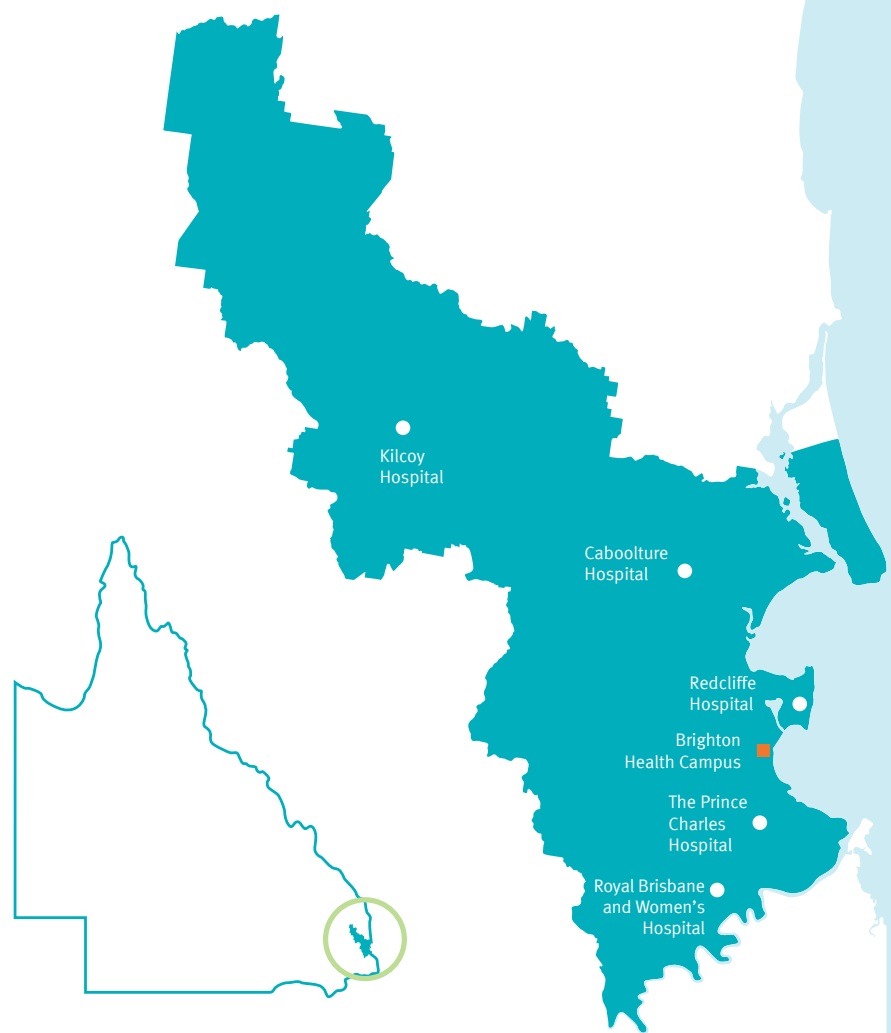 Kilcoy
Hospital
Caboolture
Hospital
Redcliffe
Hospital
Brighton
Health Campus
The Prince
Charles
Hospital
Royal Brisbane
and Women’s
Hospital